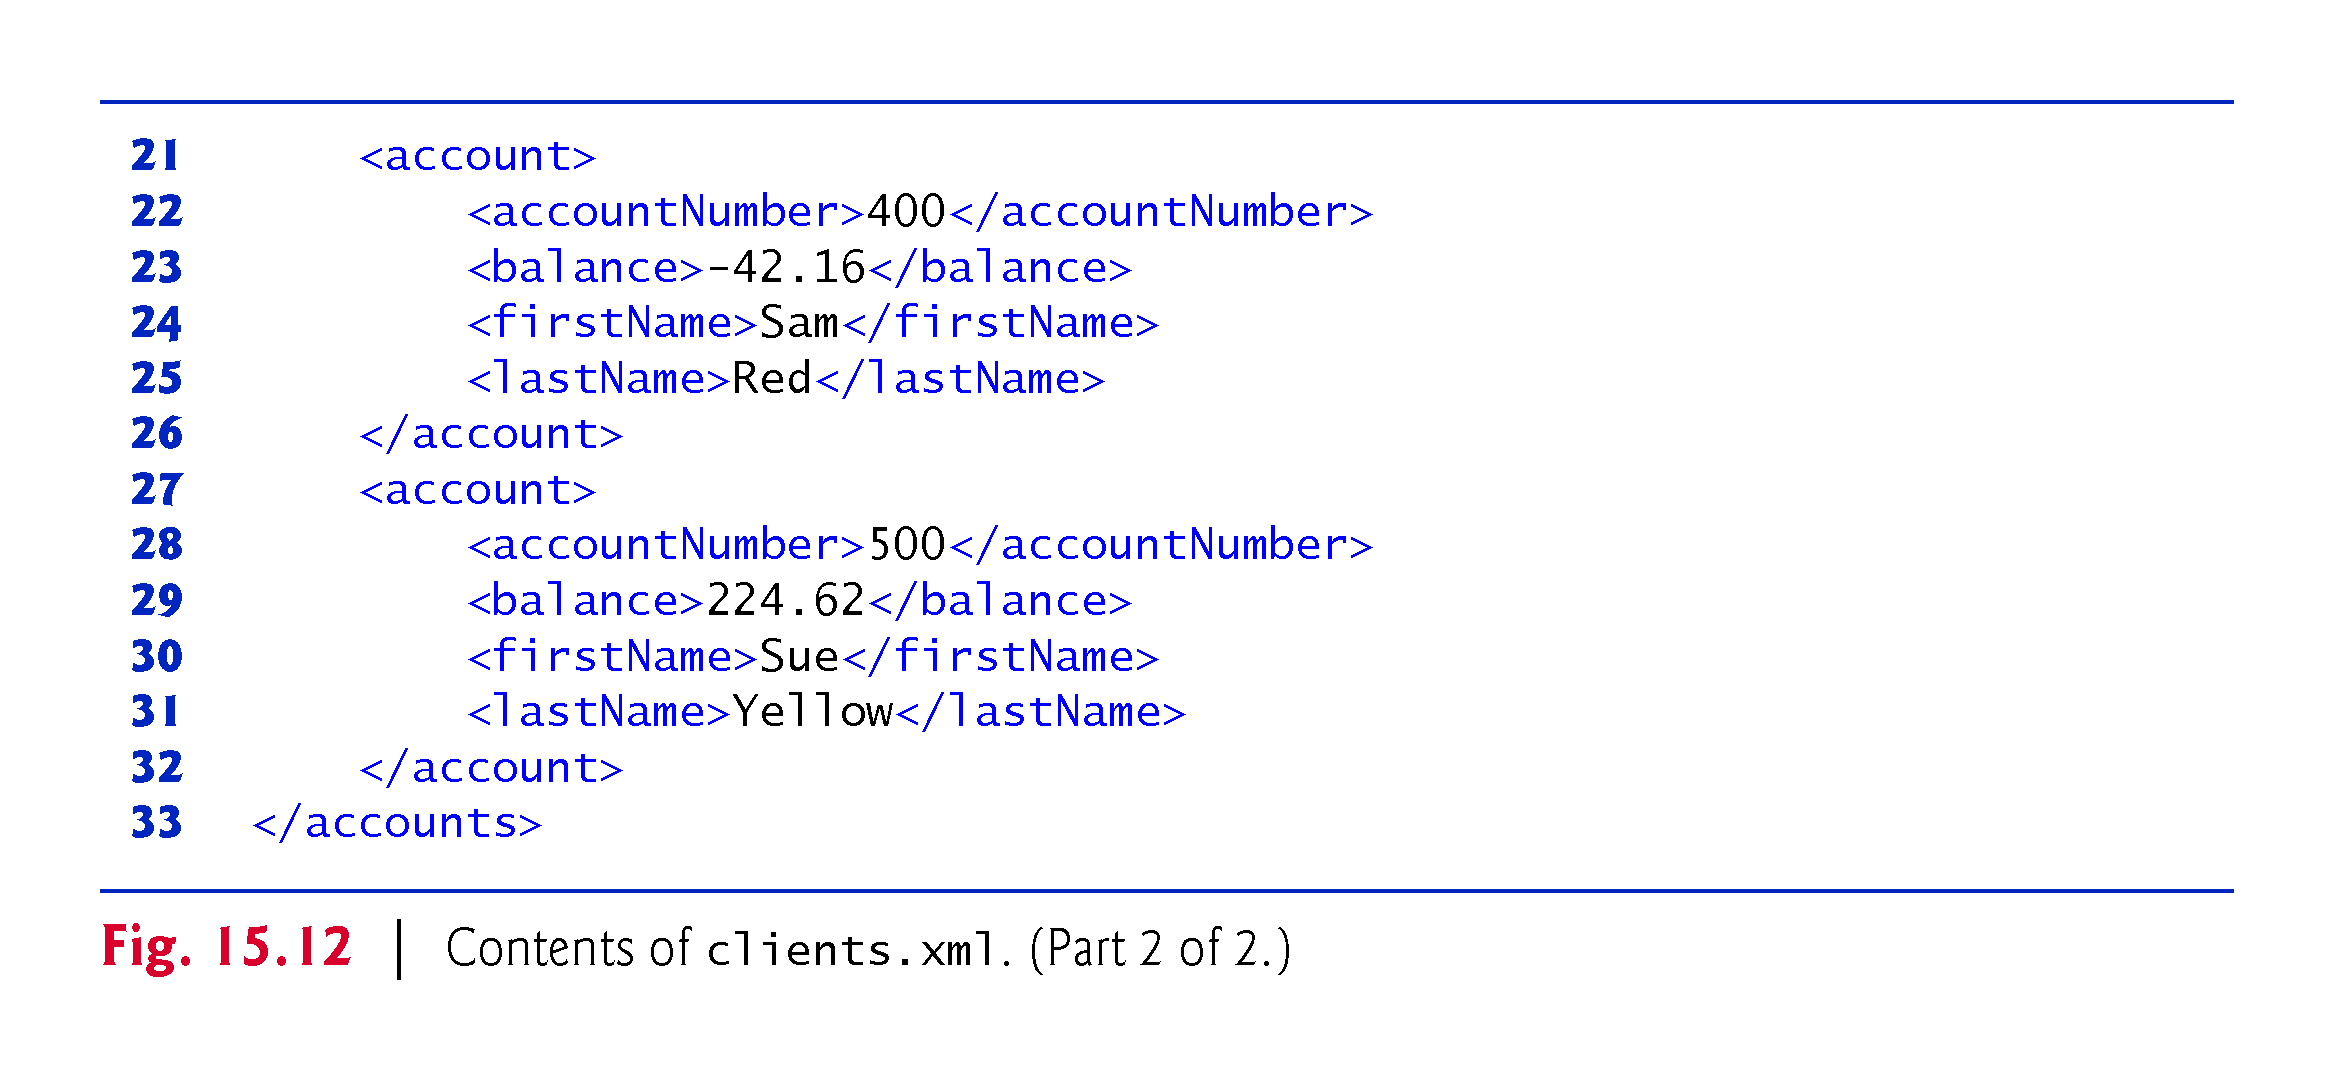 21 <account>
22 <accountNumber>400</accountNumber>
23 <balance>-42.16</balance>
24 <firstName>Sam</firstName>
25 <lastName>Red</lastName>
26 </account>
27 <account>
28 <accountNumber>500</accountNumber>
29 <balance>224.62</balance>
30 <firstName>Sue</firstName>
31 <lastName>Yellow</lastName>
32 </account>
33 </accounts>
Fig. 15.12 | Contents of clients.xml. (Part 2 of 2.)